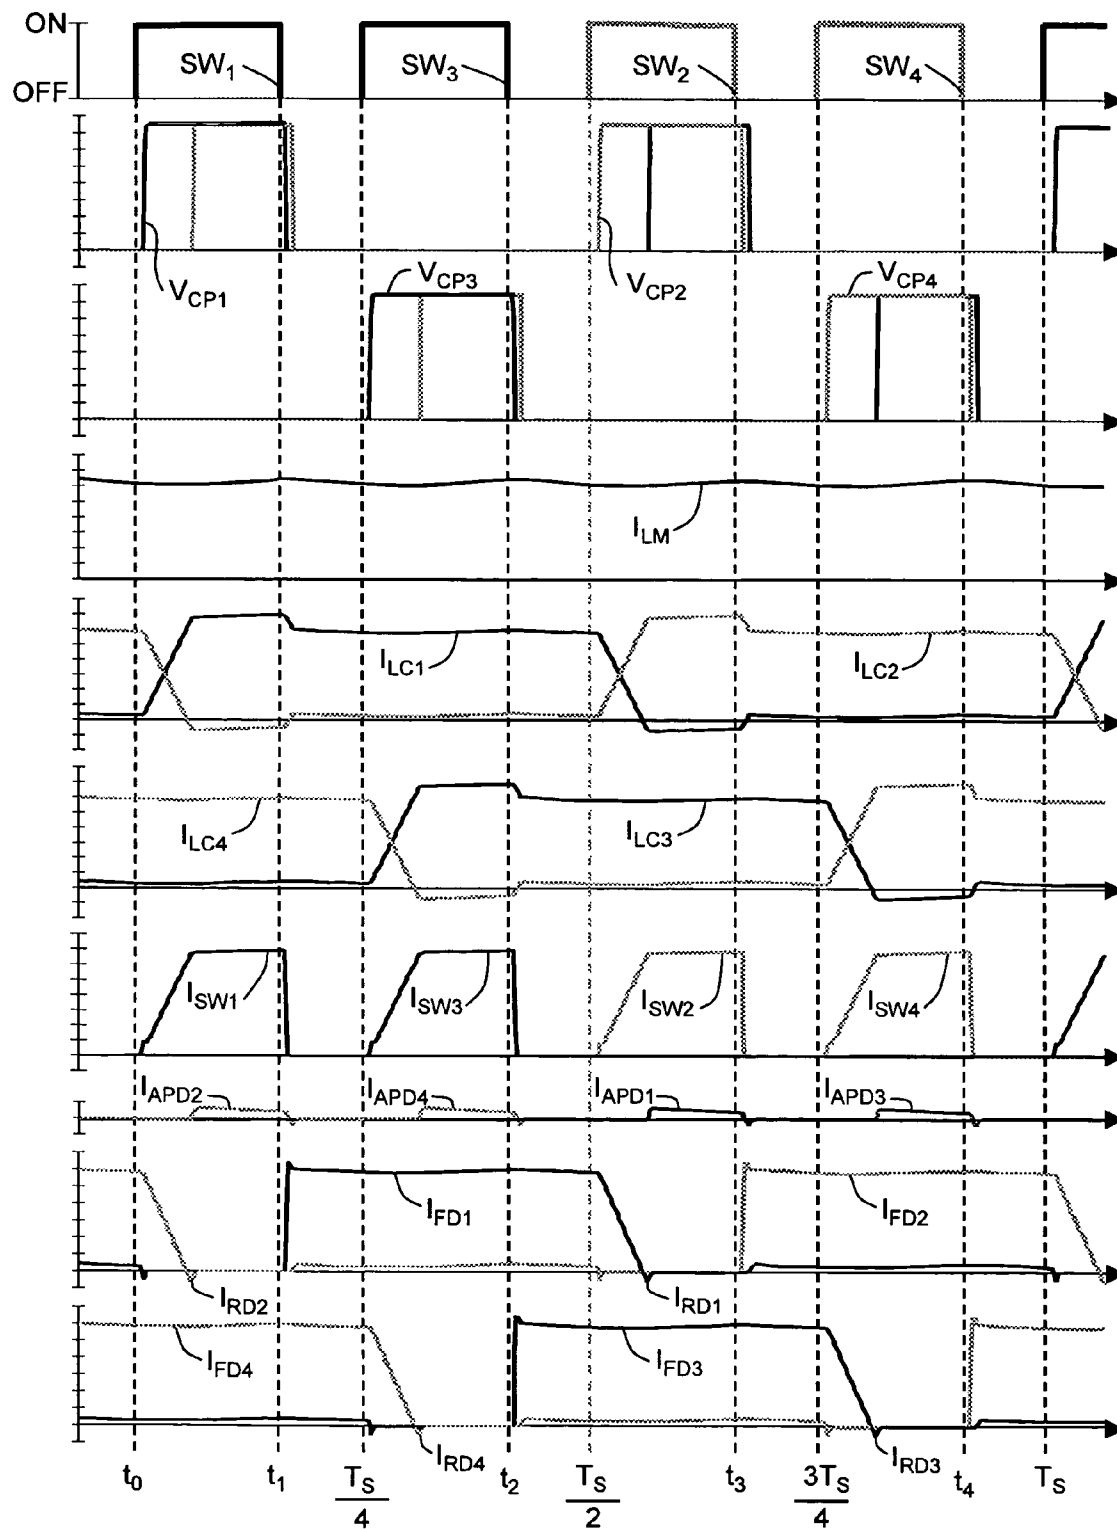 ON
OFF
SW1 SW3 SW2 SW4
VCP1 VCP3 VCP2 VCP4
ILM
ILC1 ILC2
ILC4 ILC3
ISW1 ISW3 ISW2 ISW4
IAPD2 IAPD4 IAPD1 IAPD3
IFD1 IFD2
IRD2 IRD1
IFD4 IFD3
IRD4 IRD3
t0 t1 TS/4 t2 TS/2 t3 3TS/4 t4 TS